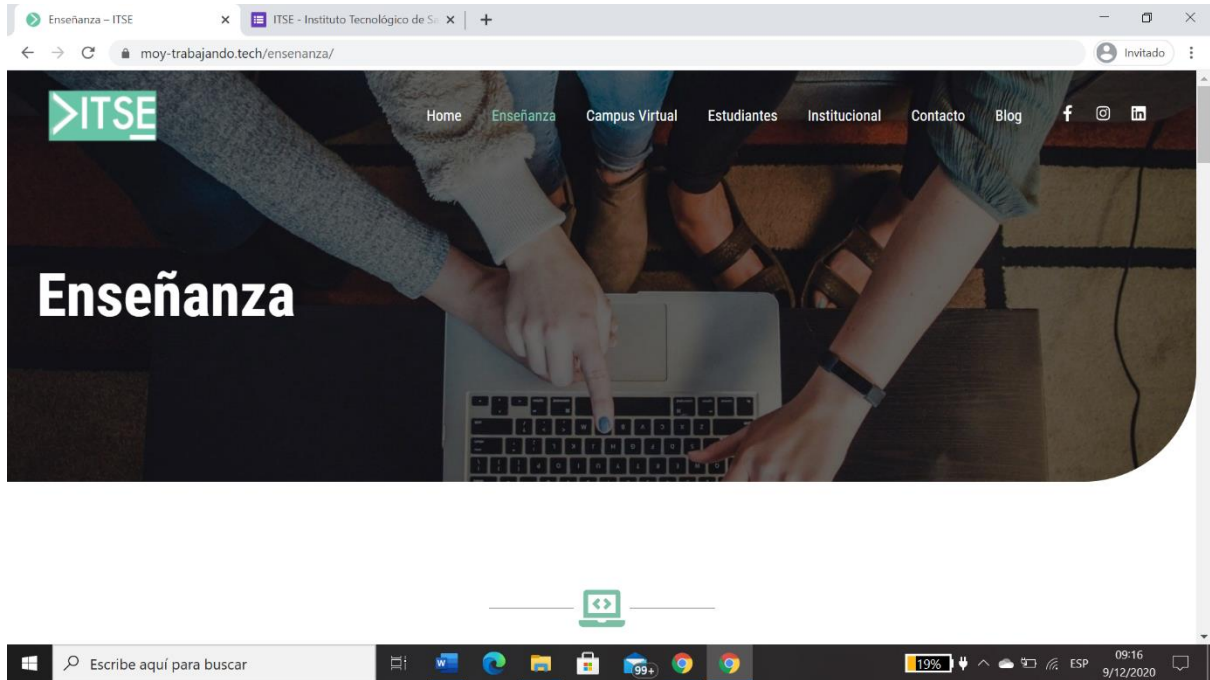 Enseñanza – ITSE
ITSE - Instituto Tecnológico de Sa
moy-trabajando.tech/ensenanza/
Invitado
>ITSE
Home Enseñanza Campus Virtual Estudiantes Institucional Contacto Blog
Enseñanza
Escribe aquí para buscar
99+
19%
ESP
09:16
9/12/2020